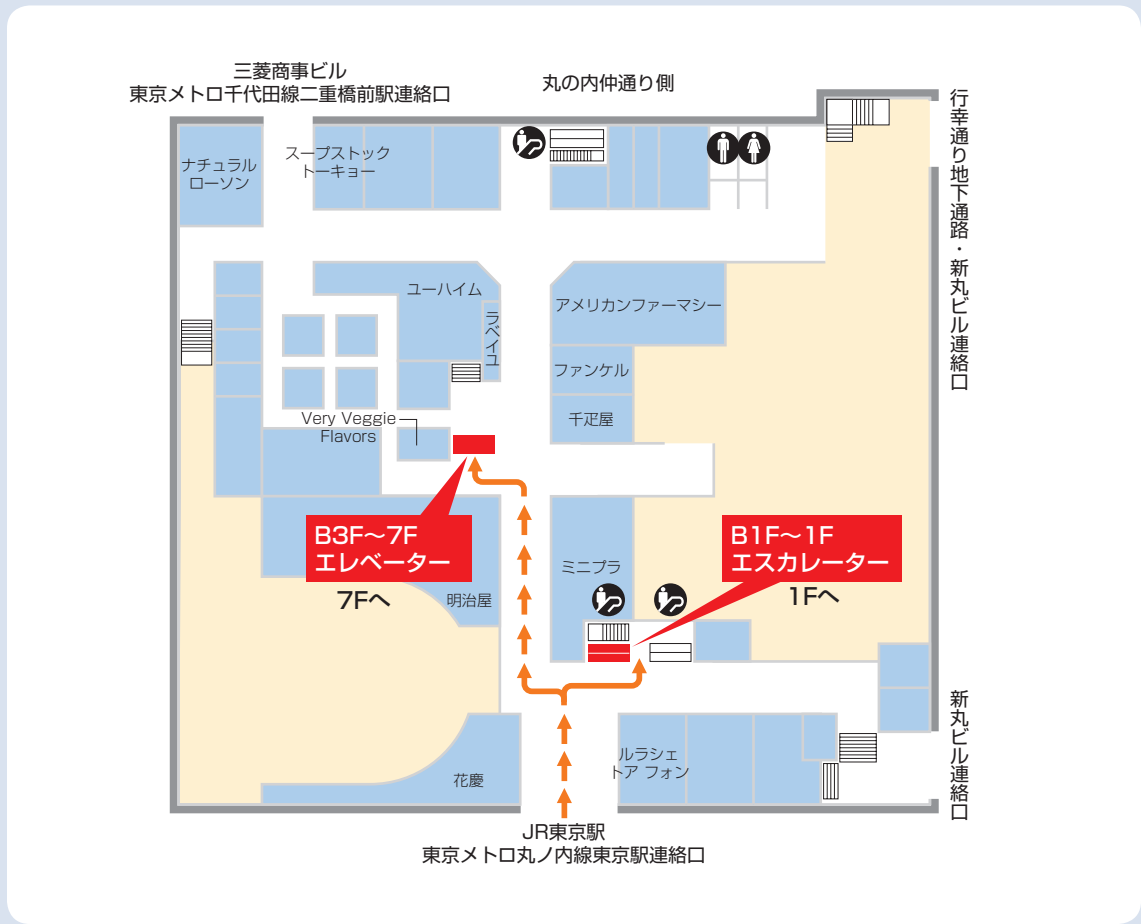 三菱商事ビル
東京メトロ千代田線二重橋前駅連絡口
丸の内仲通り側
行幸通り地下通路・新丸ビル連絡口
ナチュラル
ローソン
スープストック
トーキョー
ユーハイム
ラベイユ
アメリカンファーマシー
ファンケル
千疋屋
Very Veggie
Flavors
B3F〜7F
エレベーター
7Fへ
明治屋
ミニプラ
B1F〜1F
エスカレーター
1Fへ
新丸ビル連絡口
ルラシェ
トア フォン
花慶
JR東京駅
東京メトロ丸ノ内線東京駅連絡口